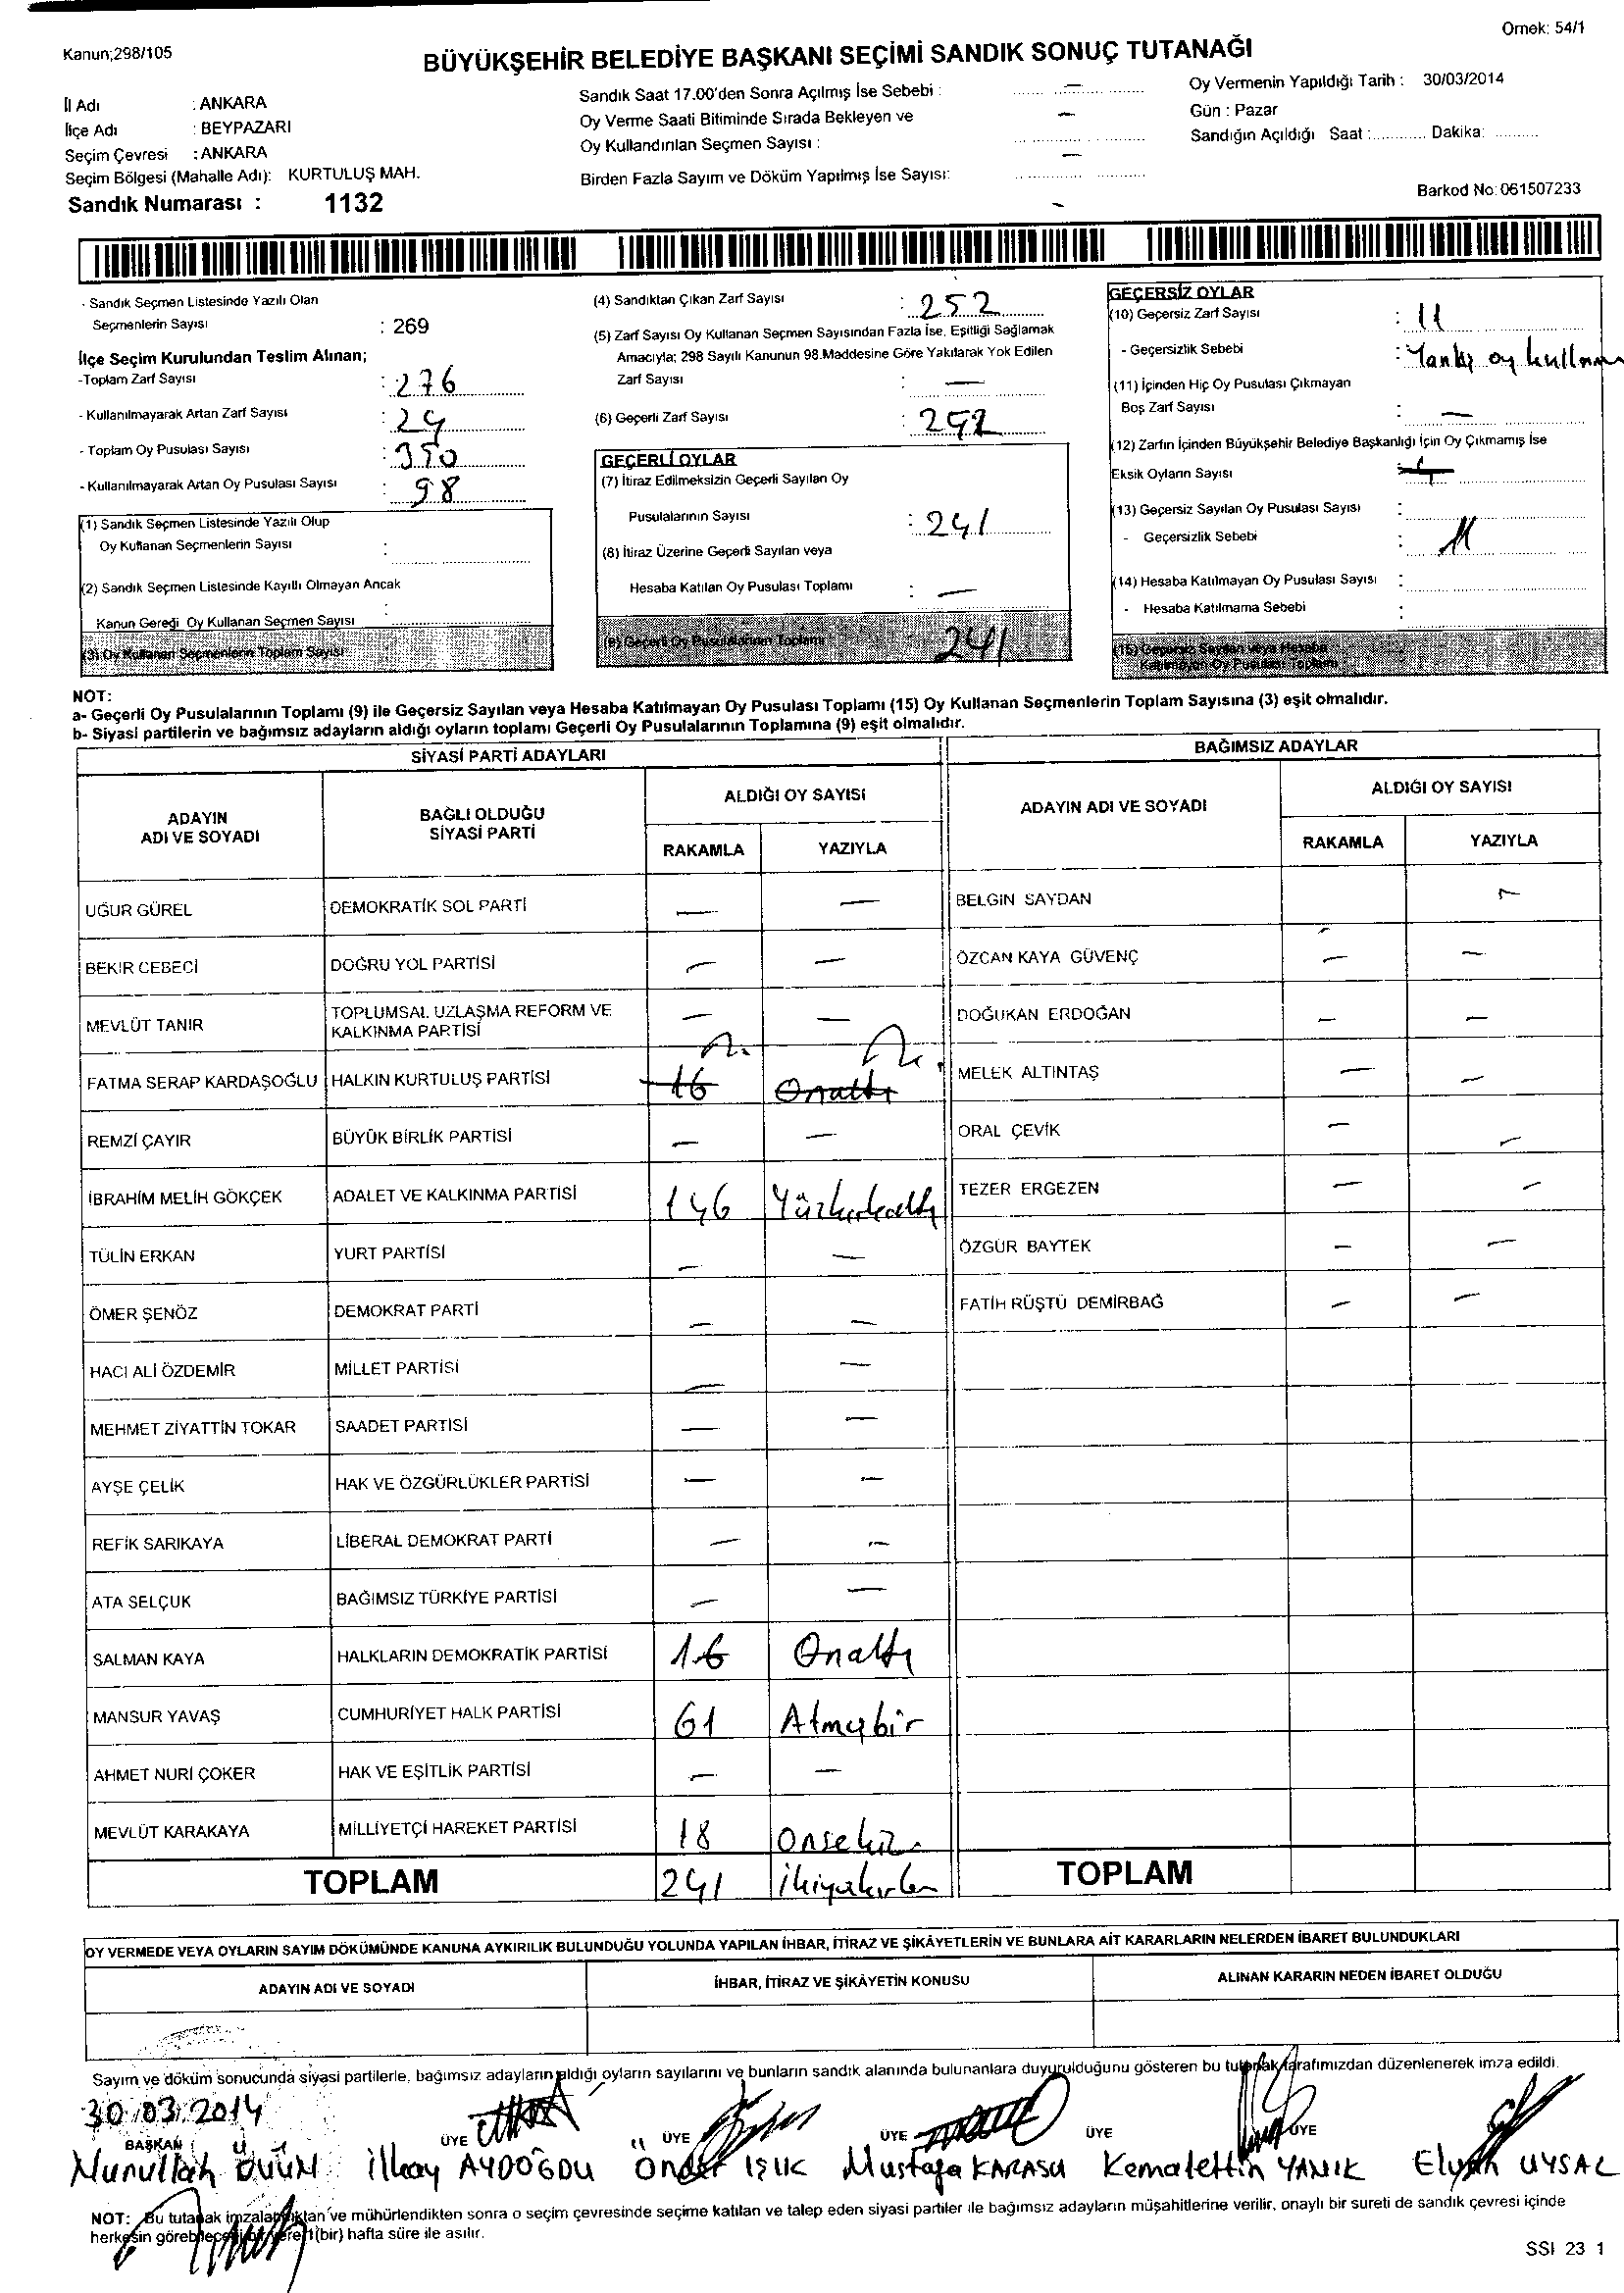 Örnek: 54/1
Kanun;298/105
BÜYÜKŞEHİR BELEDİYE BAŞKANI SEÇİMİ SANDIK SONUÇ TUTANAĞI
İl Adı : ANKARA
İlçe Adı : BEYPAZARI
Seçim Çevresi : ANKARA
Seçim Bölgesi (Mahalle Adı): KURTULUŞ MAH.
Sandık Numarası : 1132
Sandık Saat 17.00'den Sonra Açılmış İse Sebebi : —
Oy Verme Saati Bitiminde Sırada Bekleyen ve —
Oy Kullandırılan Seçmen Sayısı :
Birden Fazla Sayım ve Döküm Yapılmış İse Sayısı: —
Oy Vermenin Yapıldığı Tarih : 30/03/2014
Gün : Pazar
Sandığın Açıldığı Saat :............ Dakika: ..........
Barkod No: 061507233
- Sandık Seçmen Listesinde Yazılı Olan
Seçmenlerin Sayısı : 269
İlçe Seçim Kurulundan Teslim Alınan;
-Toplam Zarf Sayısı : 276
- Kullanılmayarak Artan Zarf Sayısı : 24
- Toplam Oy Pusulası Sayısı : 350
- Kullanılmayarak Artan Oy Pusulası Sayısı : 98
(1) Sandık Seçmen Listesinde Yazılı Olup
Oy Kullanan Seçmenlerin Sayısı :
(2) Sandık Seçmen Listesinde Kayıtlı Olmayan Ancak
Kanun Gereği Oy Kullanan Seçmen Sayısı :
(3) Oy Kullanan Seçmenlerin Toplam Sayısı
(4) Sandıktan Çıkan Zarf Sayısı : 252
(5) Zarf Sayısı Oy Kullanan Seçmen Sayısından Fazla İse, Eşitliği Sağlamak
Amacıyla; 298 Sayılı Kanunun 98.Maddesine Göre Yakılarak Yok Edilen
Zarf Sayısı : —
(6) Geçerli Zarf Sayısı : 252
GEÇERLİ OYLAR
(7) İtiraz Edilmeksizin Geçerli Sayılan Oy
Pusulalarının Sayısı : 241
(8) İtiraz Üzerine Geçerli Sayılan veya
Hesaba Katılan Oy Pusulası Toplamı : —
(9) Geçerli Oy Pusulalarının Toplamı : 241
GEÇERSİZ OYLAR
(10) Geçersiz Zarf Sayısı : 11
- Geçersizlik Sebebi : Yanlış oy
(11) İçinden Hiç Oy Pusulası Çıkmayan
Boş Zarf Sayısı : —
(12) Zarfın İçinden Büyükşehir Belediye Başkanlığı İçin Oy Çıkmamış İse
Eksik Oyların Sayısı :
(13) Geçersiz Sayılan Oy Pusulası Sayısı :
- Geçersizlik Sebebi : 11
(14) Hesaba Katılmayan Oy Pusulası Sayısı :
- Hesaba Katılmama Sebebi :
(15) Geçersiz Sayılan veya Hesaba
Katılmayan Oy Pusulası Toplamı :
NOT:
a- Geçerli Oy Pusulalarının Toplamı (9) ile Geçersiz Sayılan veya Hesaba Katılmayan Oy Pusulası Toplamı (15) Oy Kullanan Seçmenlerin Toplam Sayısına (3) eşit olmalıdır.
b- Siyasi partilerin ve bağımsız adayların aldığı oyların toplamı Geçerli Oy Pusulalarının Toplamına (9) eşit olmalıdır.
SİYASİ PARTİ ADAYLARI
ADAYIN ADI VE SOYADI
BAĞLI OLDUĞU SİYASİ PARTİ
ALDIĞI OY SAYISI
RAKAMLA YAZIYLA
UĞUR GÜREL DEMOKRATİK SOL PARTİ — —
BEKİR CEBECİ DOĞRU YOL PARTİSİ — —
MEVLÜT TANIR TOPLUMSAL UZLAŞMA REFORM VE KALKINMA PARTİSİ — —
FATMA SERAP KARDAŞOĞLU HALKIN KURTULUŞ PARTİSİ 16 Onaltı
REMZİ ÇAYIR BÜYÜK BİRLİK PARTİSİ — —
İBRAHİM MELİH GÖKÇEK ADALET VE KALKINMA PARTİSİ 146 Yüzkırkaltı
TÜLİN ERKAN YURT PARTİSİ — —
ÖMER ŞENÖZ DEMOKRAT PARTİ — —
HACI ALİ ÖZDEMİR MİLLET PARTİSİ — —
MEHMET ZİYATTİN TOKAR SAADET PARTİSİ — —
AYŞE ÇELİK HAK VE ÖZGÜRLÜKLER PARTİSİ — —
REFİK SARIKAYA LİBERAL DEMOKRAT PARTİ — —
ATA SELÇUK BAĞIMSIZ TÜRKİYE PARTİSİ — —
SALMAN KAYA HALKLARIN DEMOKRATİK PARTİSİ 16 Onaltı
MANSUR YAVAŞ CUMHURİYET HALK PARTİSİ 61 Atmışbir
AHMET NURİ ÇOKER HAK VE EŞİTLİK PARTİSİ — —
MEVLÜT KARAKAYA MİLLİYETÇİ HAREKET PARTİSİ 18 Onsekiz
TOPLAM 241
BAĞIMSIZ ADAYLAR
ADAYIN ADI VE SOYADI
ALDIĞI OY SAYISI
RAKAMLA YAZIYLA
BELGİN SAYDAN — —
ÖZCAN KAYA GÜVENÇ — —
DOĞUKAN ERDOĞAN — —
MELEK ALTINTAŞ — —
ORAL ÇEVİK — —
TEZER ERGEZEN — —
ÖZGÜR BAYTEK — —
FATİH RÜŞTÜ DEMİRBAĞ — —
TOPLAM
OY VERMEDE VEYA OYLARIN SAYIM DÖKÜMÜNDE KANUNA AYKIRILIK BULUNDUĞU YOLUNDA YAPILAN İHBAR, İTİRAZ VE ŞİKÂYETLERİN VE BUNLARA AİT KARARLARIN NELERDEN İBARET BULUNDUKLARI
ADAYIN ADI VE SOYADI İHBAR, İTİRAZ VE ŞİKÂYETİN KONUSU ALINAN KARARIN NEDEN İBARET OLDUĞU
Sayım ve döküm sonucunda siyasi partilerle, bağımsız adayların aldığı oyların sayılarını ve bunların sandık alanında bulunanlara duyurulduğunu gösteren bu tutanak tarafımızdan düzenlenerek imza edildi.
30.03.2014
BAŞKAN ÜYE ÜYE ÜYE ÜYE ÜYE
Nurullah İlkay AYDOĞDU Önder IŞIK Mustafa KARASU Kemalettin YANIK UYSAL
NOT: Bu tutanak imzalandıktan ve mühürlendikten sonra o seçim çevresinde seçime katılan ve talep eden siyasi partiler ile bağımsız adayların müşahitlerine verilir, onaylı bir sureti de sandık çevresi içinde
herkesin görebileceği bir yere 1(bir) hafta süre ile asılır.
SSI 23 1